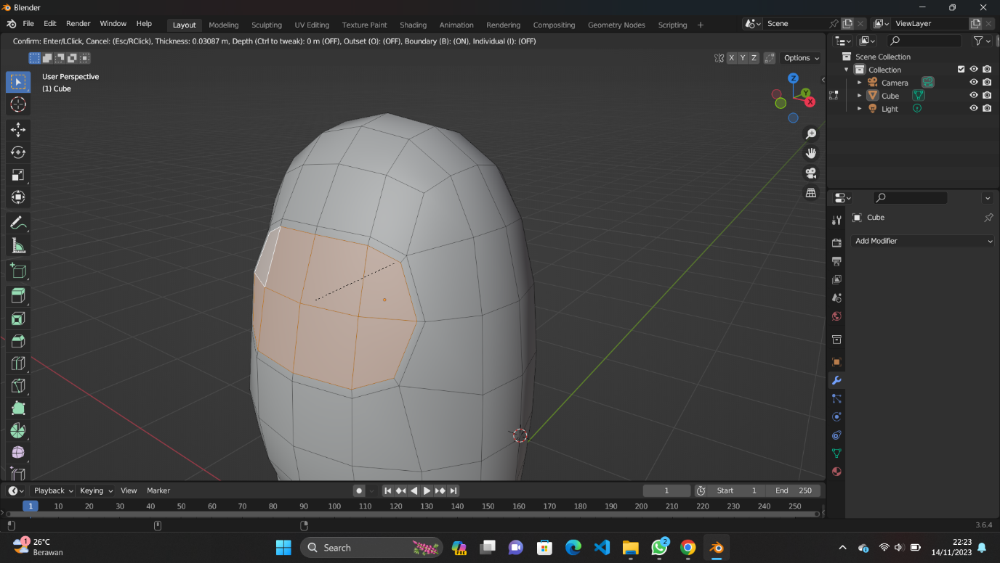 Blender
File Edit Render Window Help Layout Modeling Sculpting UV Editing Texture Paint Shading Animation Rendering Compositing Geometry Nodes Scripting + Scene ViewLayer
Confirm: Enter/LClick, Cancel: (Esc/RClick), Thickness: 0.03087 m, Depth (Ctrl to tweak): 0 m (OFF), Outset (O): (OFF), Boundary (B): (ON), Individual (I): (OFF)
X Y Z Options
User Perspective
(1) Cube
Z
Y
X
Scene Collection
Collection
Camera
Cube
Light
Cube
Add Modifier
Playback Keying View Marker 1 Start 1 End 250
1 10 20 30 40 50 60 70 80 90 100 110 120 130 140 150 160 170 180 190 200 210 220 230 240 250
3.6.4
1
26°C
Berawan
Search
PRE
2
22:23
14/11/2023